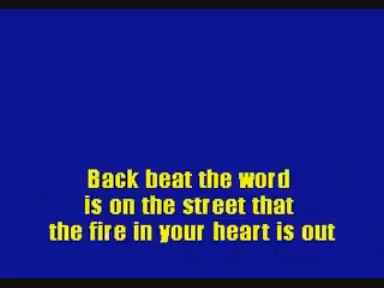 Back beat the word
is on the street that
the fire in your heart is out